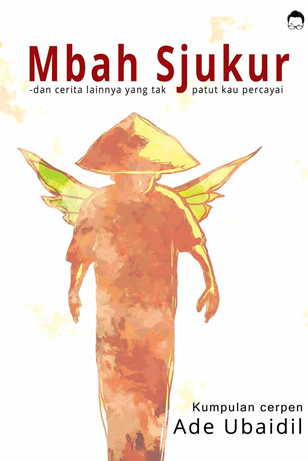 Mbah Sjukur
-dan cerita lainnya yang tak patut kau percayai
Kumpulan cerpen
Ade Ubaidil